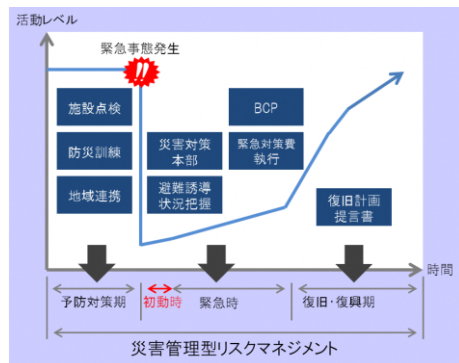 活動レベル
緊急事態発生
!!
施設点検
BCP
防災訓練
災害対策
本部
緊急対策費
執行
地域連携
避難誘導
状況把握
復旧計画
提言書
時間
予防対策期
初動時
緊急時
復旧・復興期
災害管理型リスクマネジメント